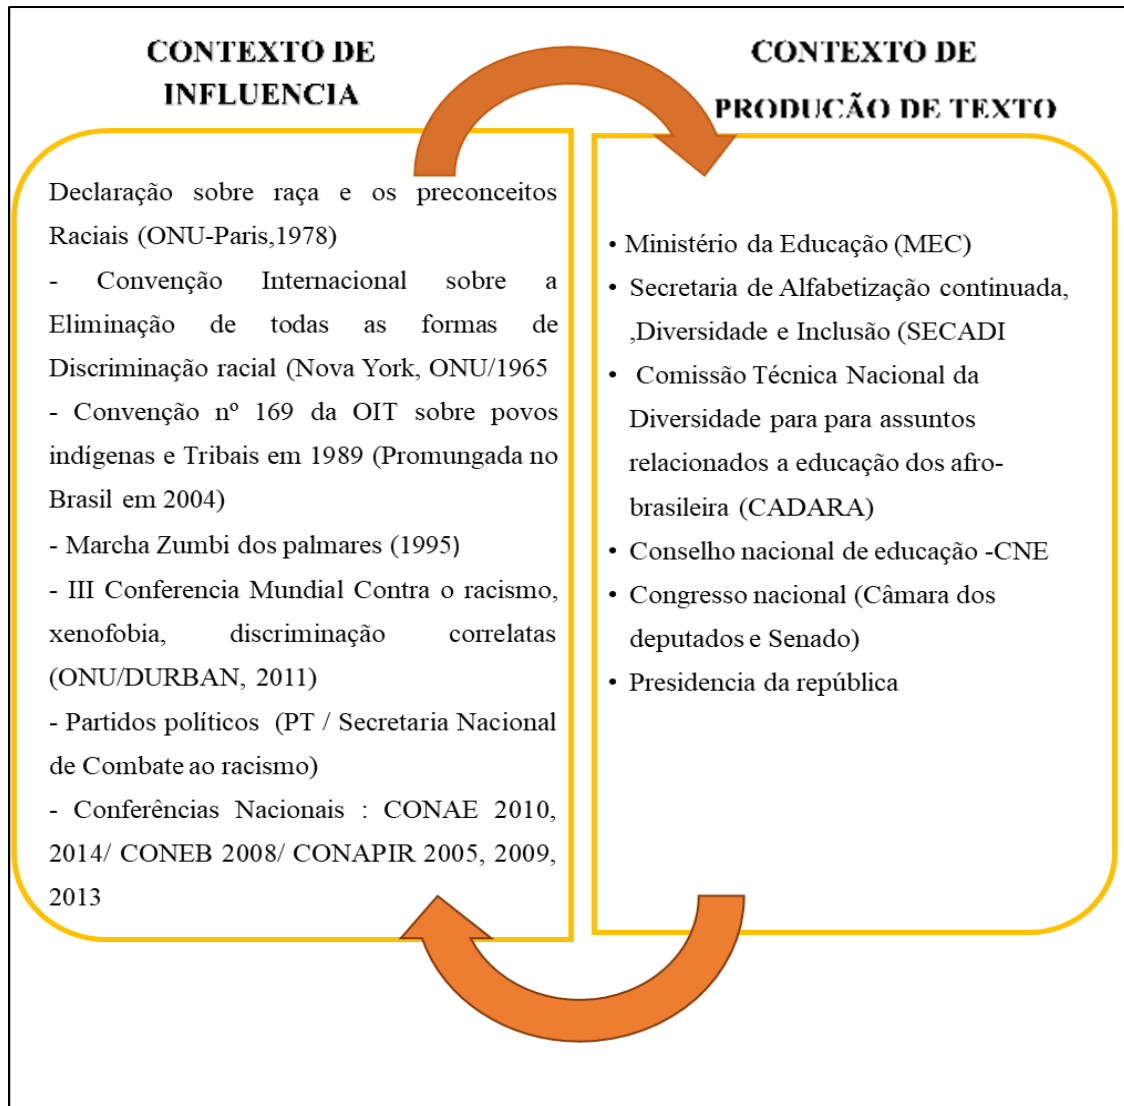 CONTEXTO DE
INFLUENCIA
Declaração sobre raça e os preconceitos
Raciais (ONU-Paris,1978)
- Convenção Internacional sobre a
Eliminação de todas as formas de
Discriminação racial (Nova York, ONU/1965
- Convenção nº 169 da OIT sobre povos
indígenas e Tribais em 1989 (Promungada no
Brasil em 2004)
- Marcha Zumbi dos palmares (1995)
- III Conferencia Mundial Contra o racismo,
xenofobia, discriminação correlatas
(ONU/DURBAN, 2011)
- Partidos políticos (PT / Secretaria Nacional
de Combate ao racismo)
- Conferências Nacionais : CONAE 2010,
2014/ CONEB 2008/ CONAPIR 2005, 2009,
2013
CONTEXTO DE
PRODUCÃO DE TEXTO
• Ministério da Educação (MEC)
• Secretaria de Alfabetização continuada,
,Diversidade e Inclusão (SECADI
• Comissão Técnica Nacional da
Diversidade para para assuntos
relacionados a educação dos afro-
brasileira (CADARA)
• Conselho nacional de educação -CNE
• Congresso nacional (Câmara dos
deputados e Senado)
• Presidencia da república